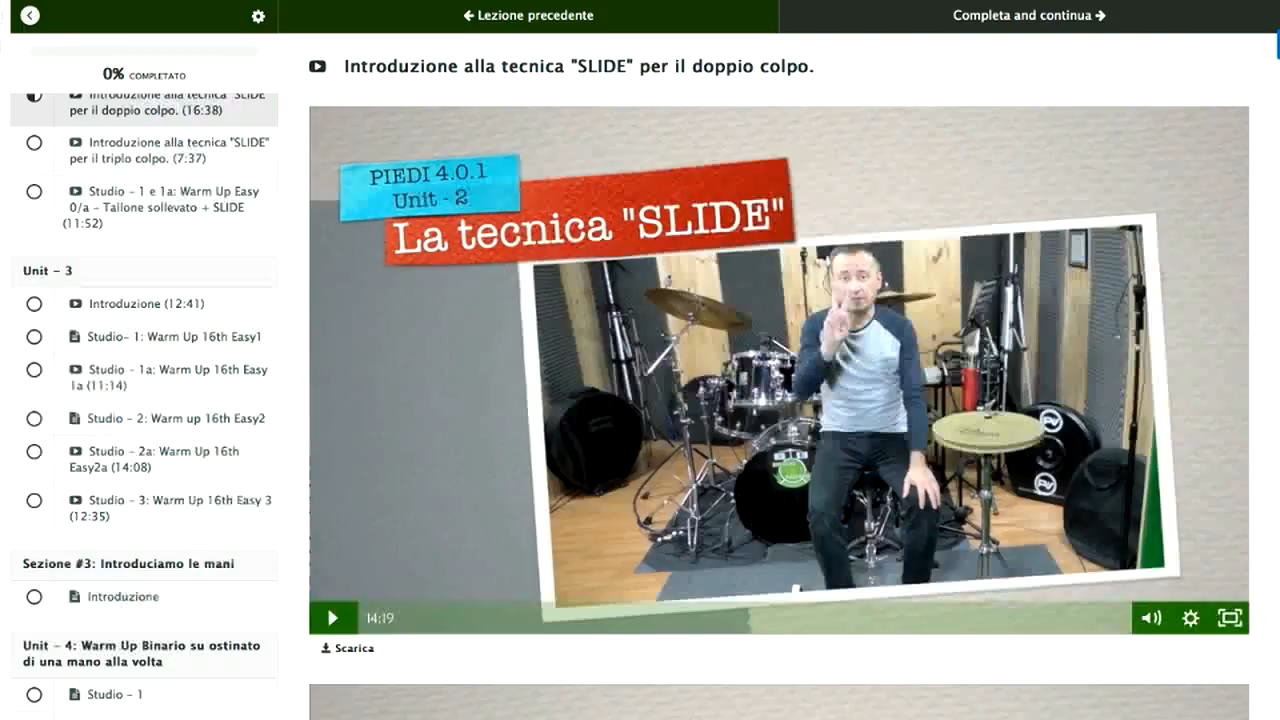 Lezione precedente
Completa and continua
0% COMPLETATO
Introduzione alla tecnica "SLIDE"
per il doppio colpo. (16:38)
Introduzione alla tecnica "SLIDE"
per il triplo colpo. (7:37)
Studio - 1 e 1a: Warm Up Easy
0/a - Tallone sollevato + SLIDE
(11:52)
Unit - 3
Introduzione (12:41)
Studio- 1: Warm Up 16th Easy1
Studio - 1a: Warm Up 16th Easy
1a (11:14)
Studio - 2: Warm up 16th Easy2
Studio - 2a: Warm Up 16th
Easy2a (14:08)
Studio - 3: Warm Up 16th Easy 3
(12:35)
Sezione #3: Introduciamo le mani
Introduzione
Unit - 4: Warm Up Binario su ostinato
di una mano alla volta
Studio - 1
Introduzione alla tecnica "SLIDE" per il doppio colpo.
PIEDI 4.0.1
Unit - 2
La tecnica "SLIDE"
PV
PV
14:19
Scarica